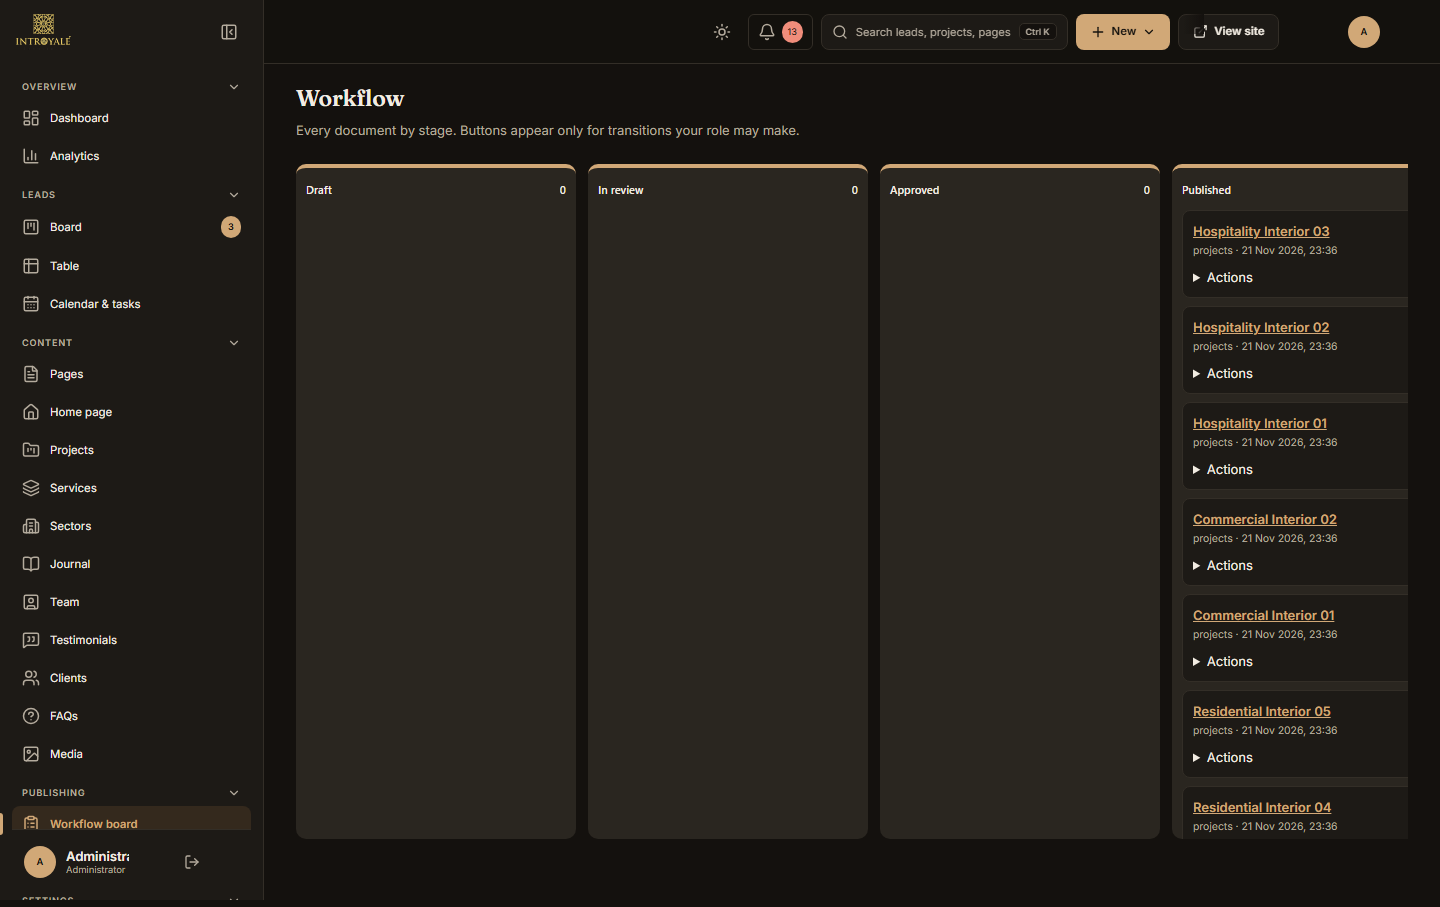 INTROYALE
13
Search leads, projects, pages
Ctrl K
New
View site
A
OVERVIEW
Dashboard
Analytics
LEADS
Board
3
Table
Calendar & tasks
CONTENT
Pages
Home page
Projects
Services
Sectors
Journal
Team
Testimonials
Clients
FAQs
Media
PUBLISHING
Workflow board
A
Administra
Administrator
SETTINGS
Workflow
Every document by stage. Buttons appear only for transitions your role may make.
Draft
0
In review
0
Approved
0
Published
Hospitality Interior 03
projects · 21 Nov 2026, 23:36
Actions
Hospitality Interior 02
projects · 21 Nov 2026, 23:36
Actions
Hospitality Interior 01
projects · 21 Nov 2026, 23:36
Actions
Commercial Interior 02
projects · 21 Nov 2026, 23:36
Actions
Commercial Interior 01
projects · 21 Nov 2026, 23:36
Actions
Residential Interior 05
projects · 21 Nov 2026, 23:36
Actions
Residential Interior 04
projects · 21 Nov 2026, 23:36